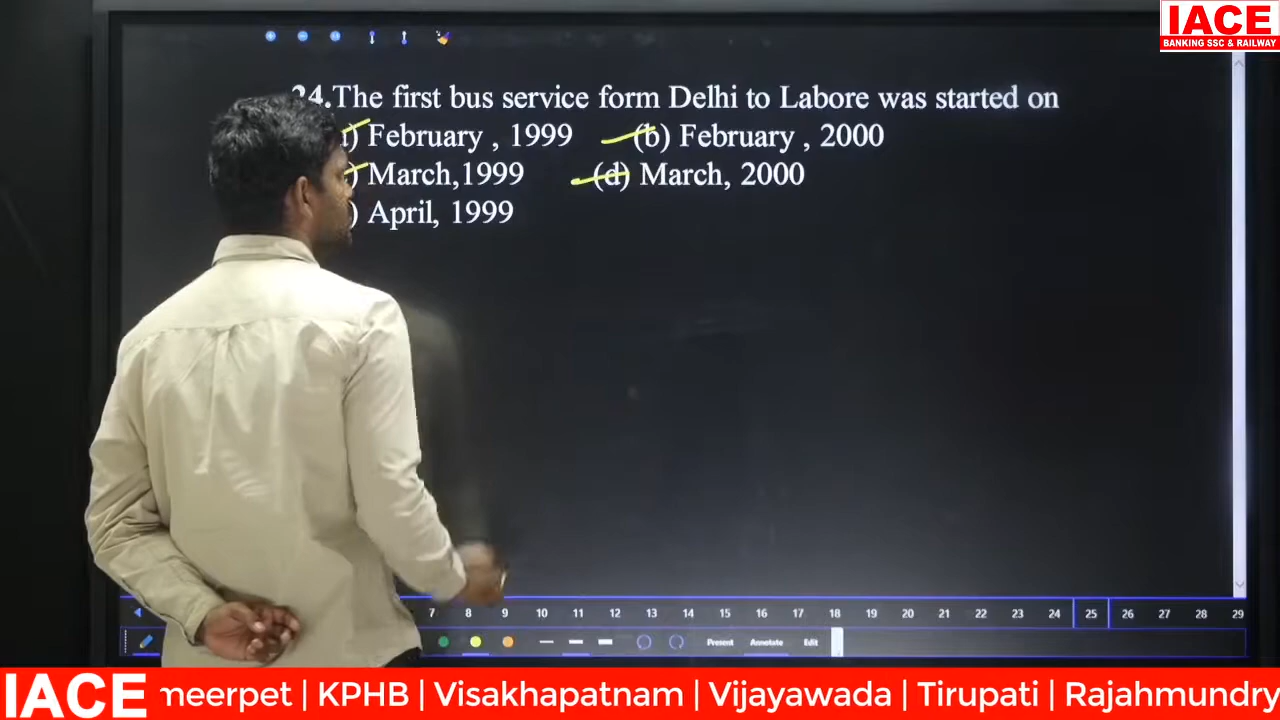 IACE
BANKING SSC & RAILWAY
24.The first bus service form Delhi to Labore was started on
) February , 1999 (b) February , 2000
) March,1999 (d) March, 2000
) April, 1999
7 8 9 10 11 12 13 14 15 16 17 18 19 20 21 22 23 24 25 26 27 28 29
Present Annotate Edit
IACE meerpet | KPHB | Visakhapatnam | Vijayawada | Tirupati | Rajahmundry